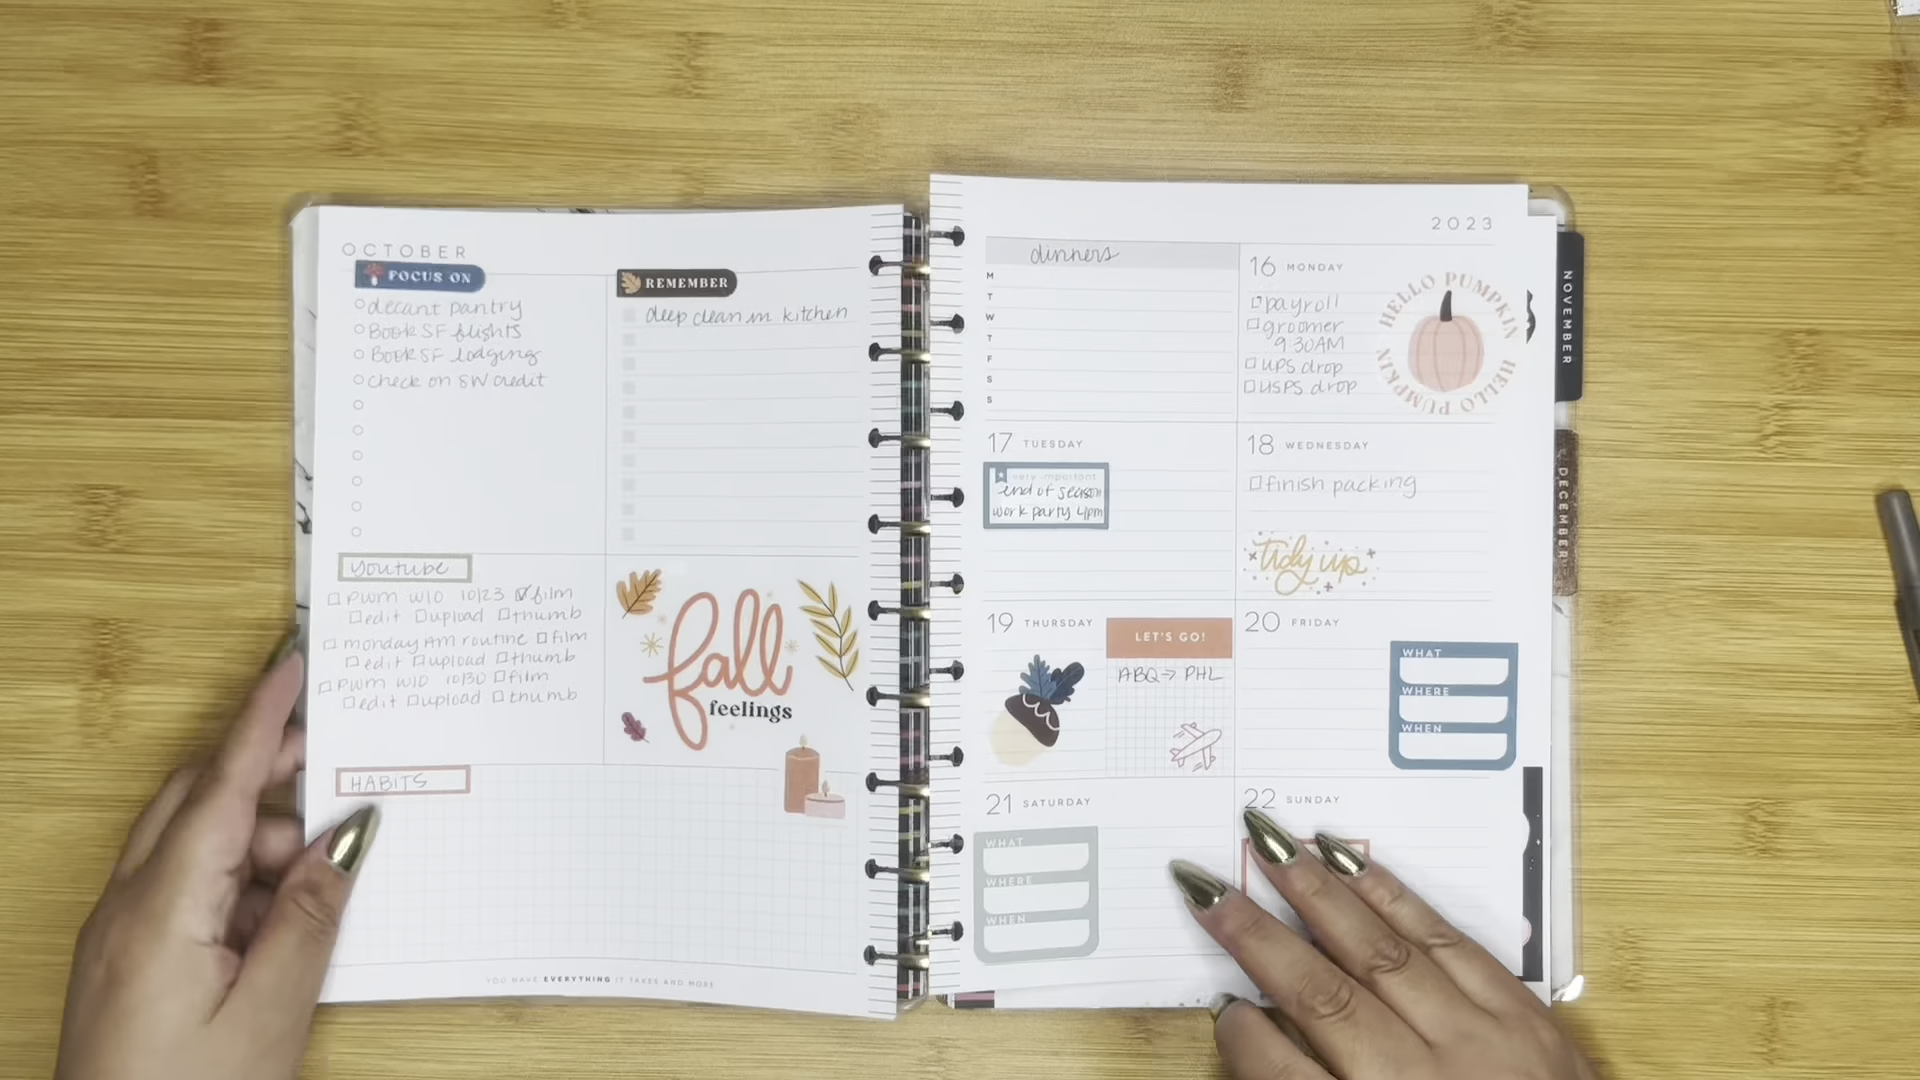 OCTOBER
FOCUS ON
decant pantry
Book SF flights
Book SF lodging
check on SW credit
REMEMBER
deep clean in kitchen
Youtube
PWM W/O 10/23 film
edit upload thumb
monday AM routine film
edit upload thumb
PWM W/O 10/30 film
edit upload thumb
fall
feelings
HABITS
YOU HAVE EVERYTHING IT TAKES AND MORE
2023
dinners
M
T
W
T
F
S
S
16 MONDAY
payroll
groomer
9:30AM
UPS drop
USPS drop
HELLO PUMPKIN HELLO PUMPKIN
17 TUESDAY
very important
end of season
work party 4pm
18 WEDNESDAY
finish packing
tidy up
19 THURSDAY
LET'S GO!
ABQ → PHL
20 FRIDAY
WHAT
WHERE
WHEN
21 SATURDAY
WHAT
WHERE
WHEN
22 SUNDAY
NOVEMBER
DECEMBER